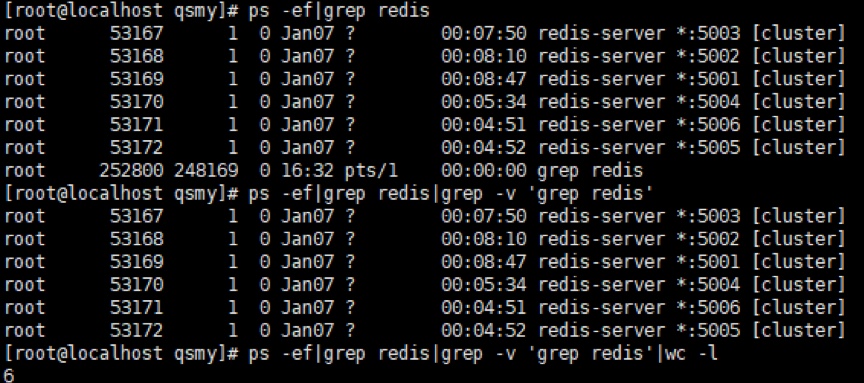 [root@localhost qsmy]# ps -ef|grep redis
root       53167       1  0 Jan07 ?        00:07:50 redis-server *:5003 [cluster]
root       53168       1  0 Jan07 ?        00:08:10 redis-server *:5002 [cluster]
root       53169       1  0 Jan07 ?        00:08:47 redis-server *:5001 [cluster]
root       53170       1  0 Jan07 ?        00:05:34 redis-server *:5004 [cluster]
root       53171       1  0 Jan07 ?        00:04:51 redis-server *:5006 [cluster]
root       53172       1  0 Jan07 ?        00:04:52 redis-server *:5005 [cluster]
root      252800 248169  0 16:32 pts/1    00:00:00 grep redis
[root@localhost qsmy]# ps -ef|grep redis|grep -v 'grep redis'
root       53167       1  0 Jan07 ?        00:07:50 redis-server *:5003 [cluster]
root       53168       1  0 Jan07 ?        00:08:10 redis-server *:5002 [cluster]
root       53169       1  0 Jan07 ?        00:08:47 redis-server *:5001 [cluster]
root       53170       1  0 Jan07 ?        00:05:34 redis-server *:5004 [cluster]
root       53171       1  0 Jan07 ?        00:04:51 redis-server *:5006 [cluster]
root       53172       1  0 Jan07 ?        00:04:52 redis-server *:5005 [cluster]
[root@localhost qsmy]# ps -ef|grep redis|grep -v 'grep redis'|wc -l
6